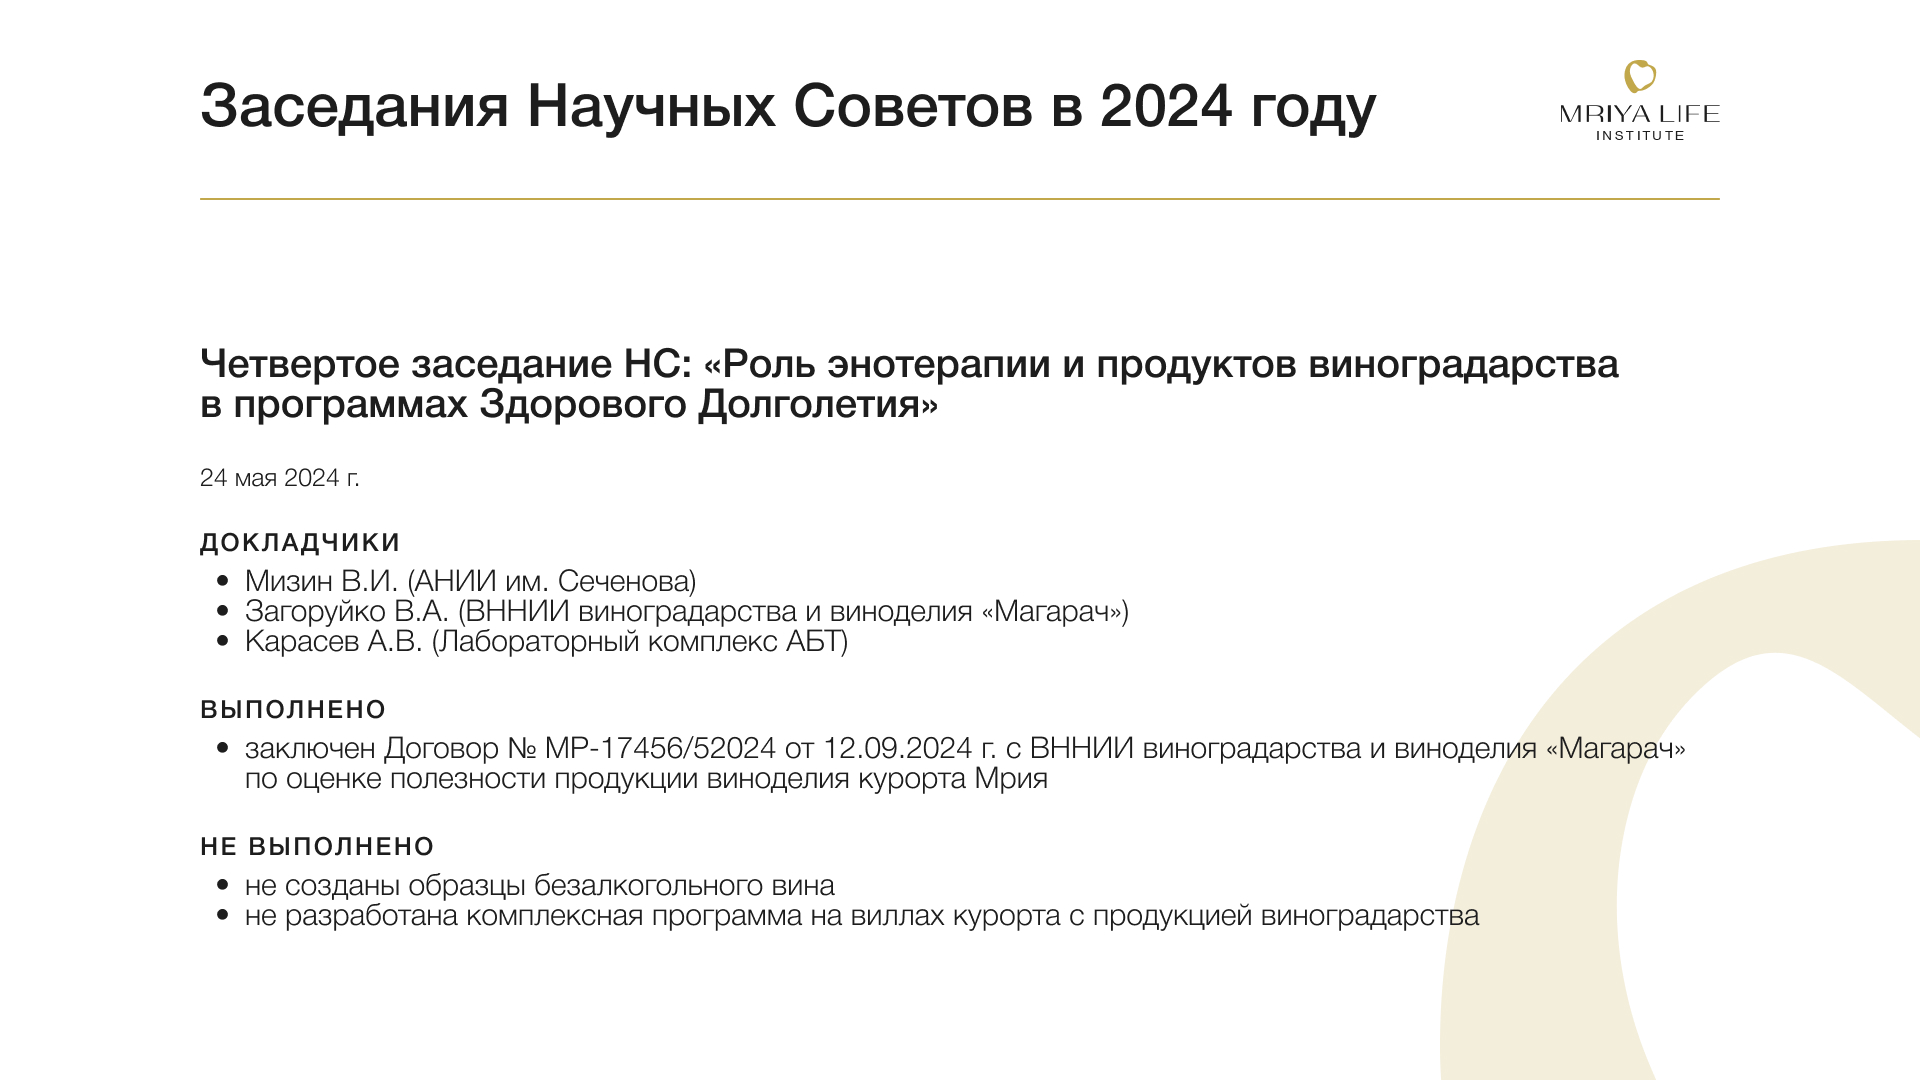 Заседания Научных Советов в 2024 году
MRIYA LIFE
INSTITUTE
Четвертое заседание НС: «Роль энотерапии и продуктов виноградарства
в программах Здорового Долголетия»
24 мая 2024 г.
ДОКЛАДЧИКИ
• Мизин В.И. (АНИИ им. Сеченова)
• Загоруйко В.А. (ВННИИ виноградарства и виноделия «Магарач»)
• Карасев А.В. (Лабораторный комплекс АБТ)
ВЫПОЛНЕНО
• заключен Договор № МР-17456/52024 от 12.09.2024 г. с ВННИИ виноградарства и виноделия «Магарач»
по оценке полезности продукции виноделия курорта Мрия
НЕ ВЫПОЛНЕНО
• не созданы образцы безалкогольного вина
• не разработана комплексная программа на виллах курорта с продукцией виноградарства